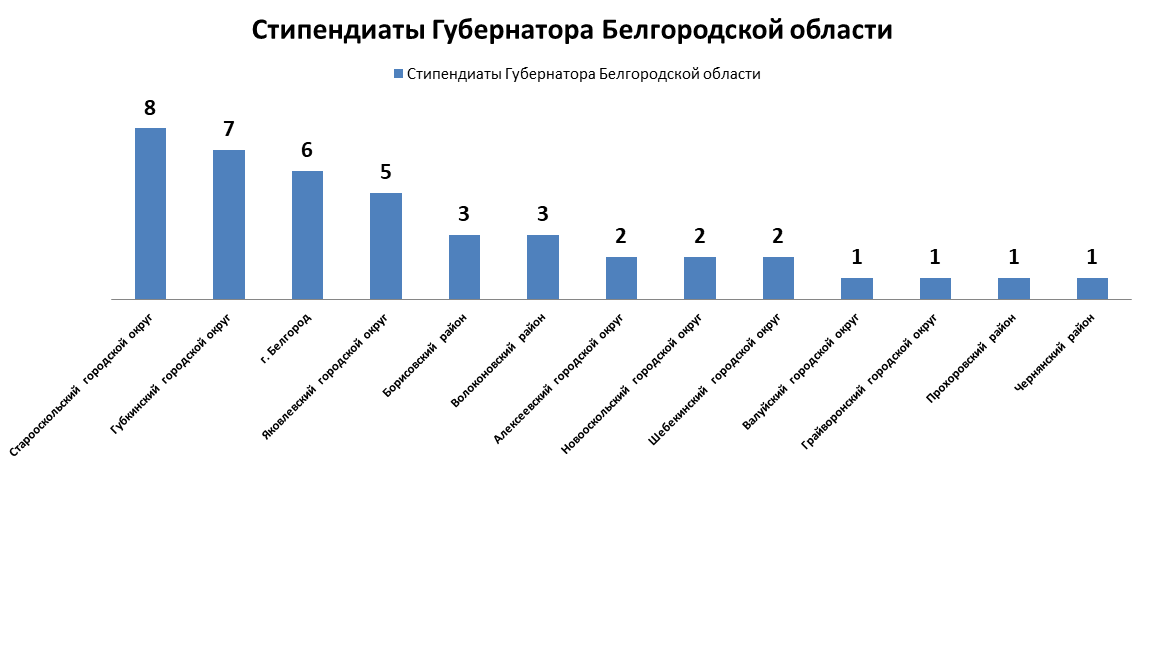 Стипендиаты Губернатора Белгородской области
Стипендиаты Губернатора Белгородской области
8
7
6
5
3
3
2
2
2
1
1
1
1
Старооскольский городской округ
Губкинский городской округ
г. Белгород
Яковлевский городской округ
Борисовский район
Волоконовский район
Алексеевский городской округ
Новооскольский городской округ
Шебекинский городской округ
Валуйский городской округ
Грайворонский городской округ
Прохоровский район
Чернянский район